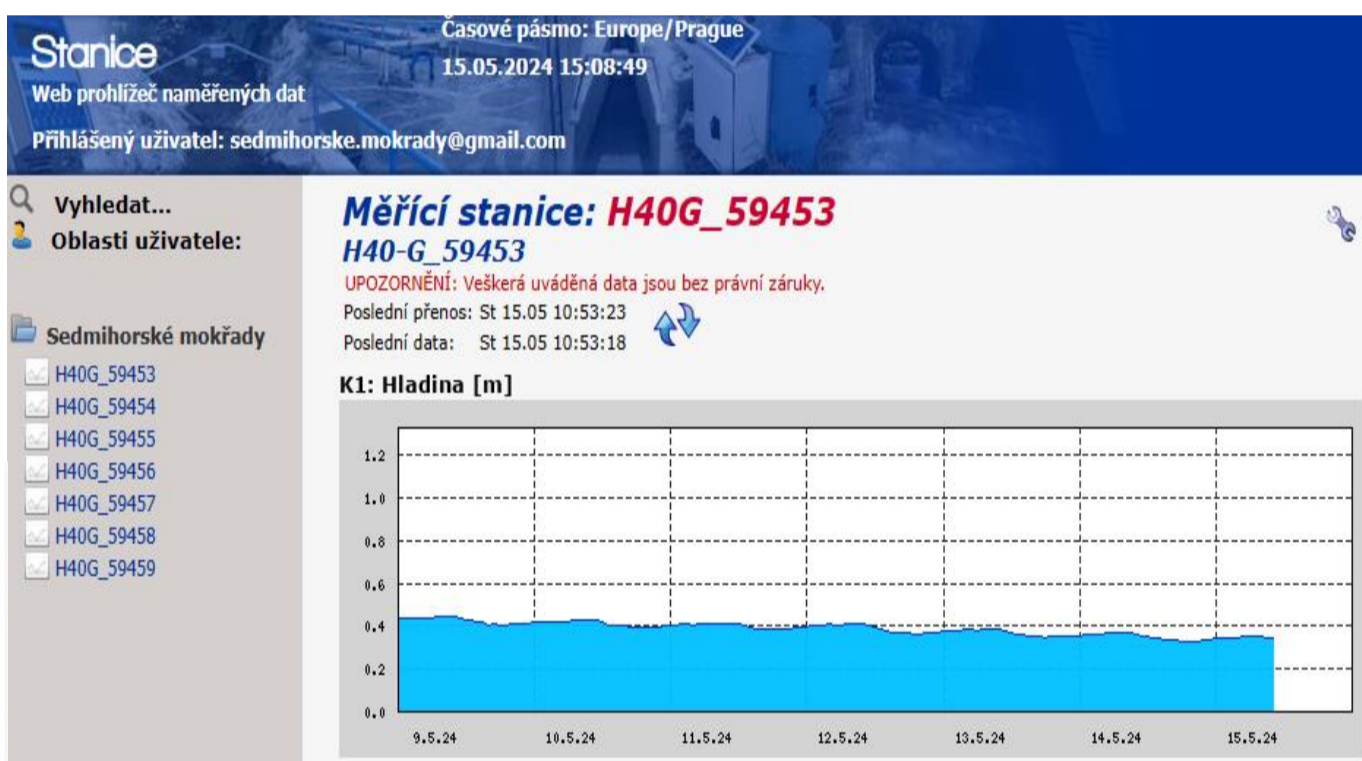 Stanice
Web prohlížeč naměřených dat
Přihlášený uživatel: sedmihorske.mokrady@gmail.com
Časové pásmo: Europe/Prague
15.05.2024 15:08:49
Vyhledat...
Oblasti uživatele:
Sedmihorské mokřady
H40G_59453
H40G_59454
H40G_59455
H40G_59456
H40G_59457
H40G_59458
H40G_59459
Měřící stanice: H40G_59453
H40-G_59453
UPOZORNĚNÍ: Veškerá uváděná data jsou bez právní záruky.
Poslední přenos: St 15.05 10:53:23
Poslední data: St 15.05 10:53:18
K1: Hladina [m]
1.2
1.0
0.8
0.6
0.4
0.2
0.0
9.5.24 10.5.24 11.5.24 12.5.24 13.5.24 14.5.24 15.5.24